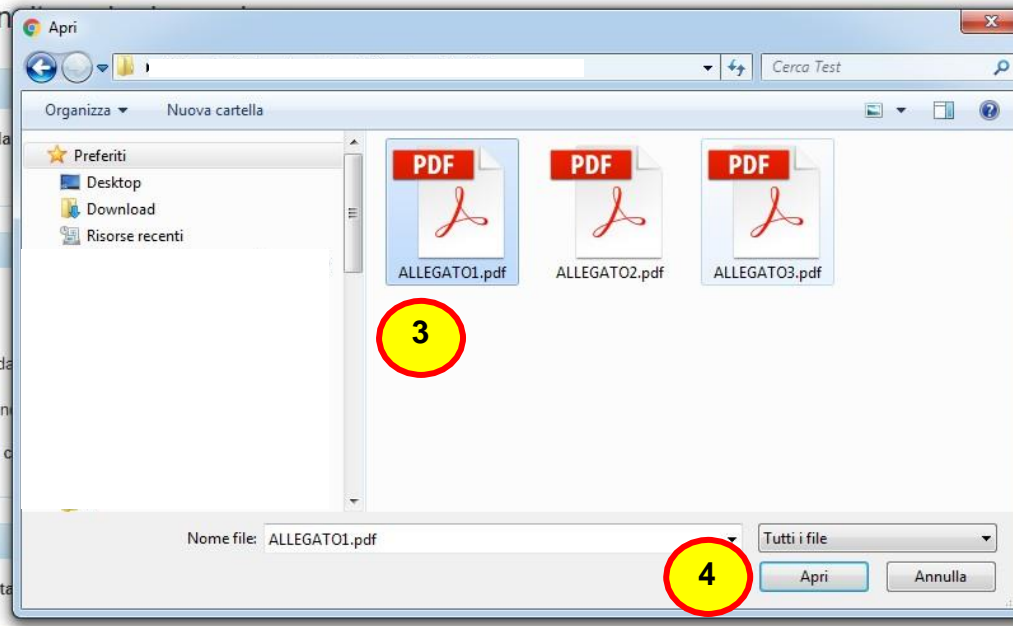 Apri
Cerca Test
Organizza
Nuova cartella
Preferiti
Desktop
Download
Risorse recenti
PDF
PDF
PDF
ALLEGATO1.pdf
ALLEGATO2.pdf
ALLEGATO3.pdf
3
Nome file:
ALLEGATO1.pdf
Tutti i file
4
Apri
Annulla